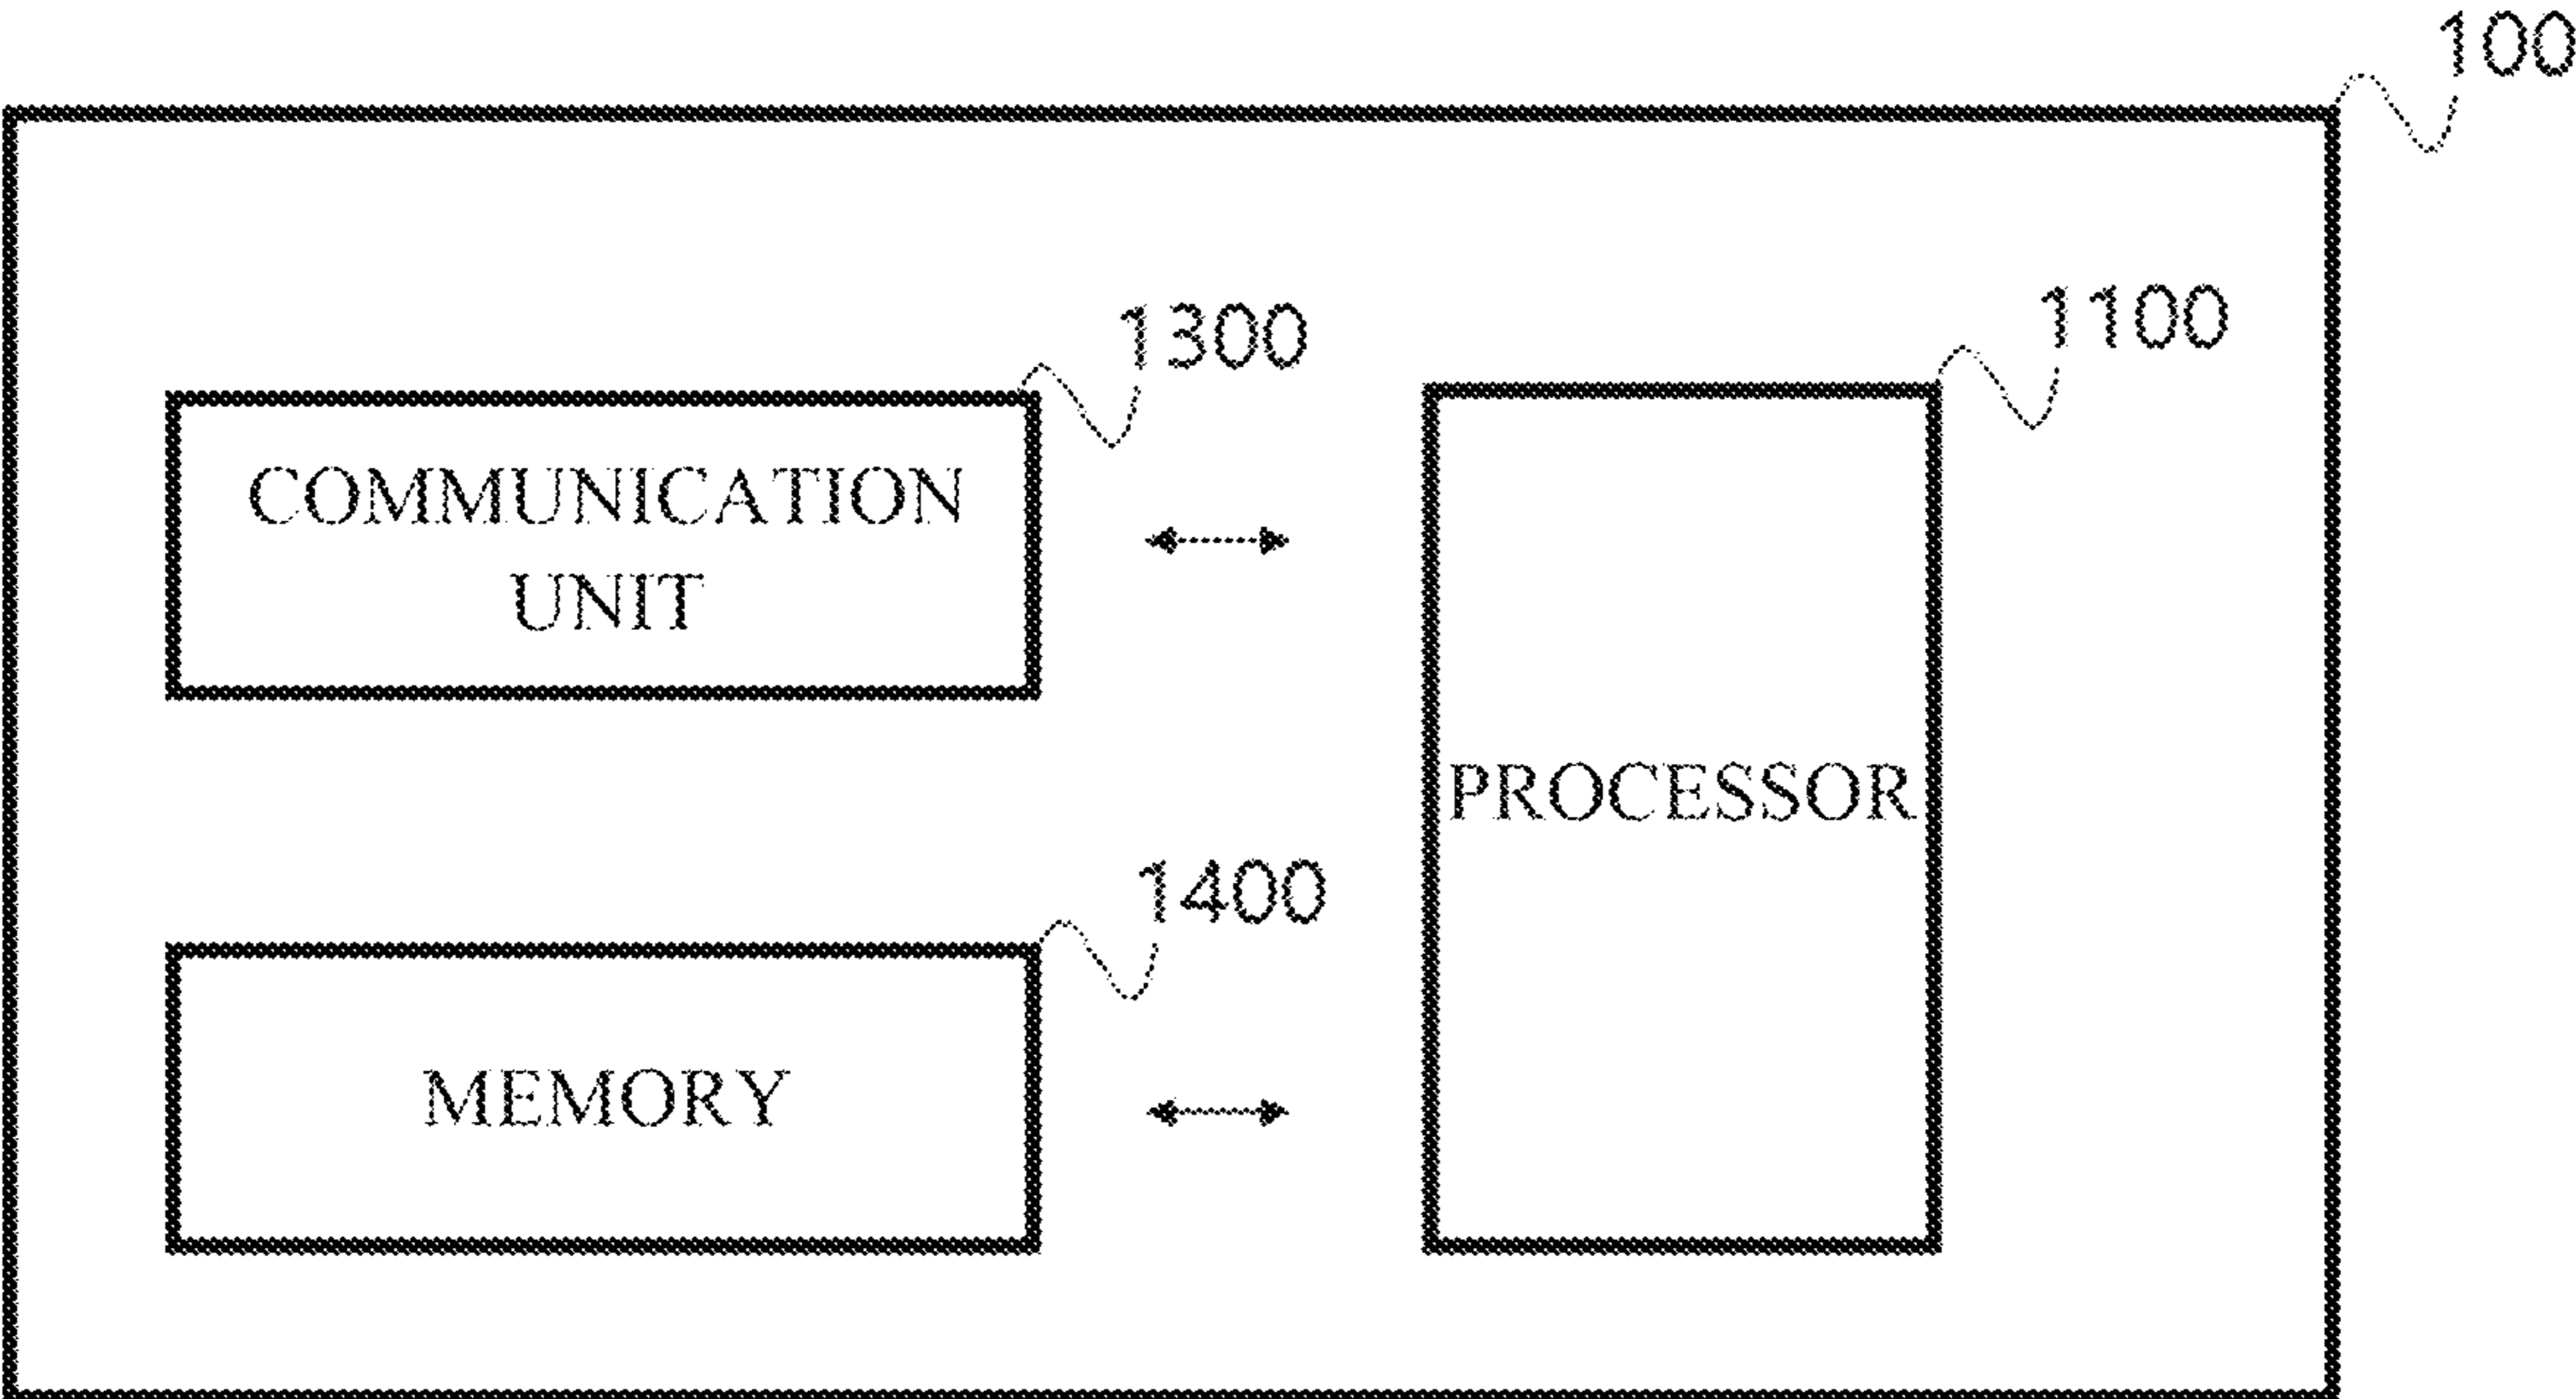 100
1300
1100
COMMUNICATION
UNIT
PROCESSOR
1400
MEMORY